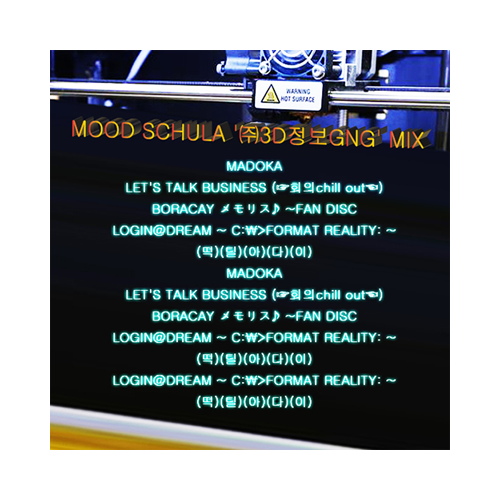 WARNING
HOT SURFACE
MOOD SCHULA '㈜3D정보GNG' MIX
MADOKA
LET'S TALK BUSINESS (☞회의chill out☜)
BORACAY メモリス♪ ~FAN DISC
LOGIN@DREAM ~ C:₩>FORMAT REALITY: ~
(떡)(딜)(아)(다)(이)
MADOKA
LET'S TALK BUSINESS (☞회의chill out☜)
BORACAY メモリス♪ ~FAN DISC
LOGIN@DREAM ~ C:₩>FORMAT REALITY: ~
(떡)(딜)(아)(다)(이)
LOGIN@DREAM ~ C:₩>FORMAT REALITY: ~
(떡)(딜)(아)(다)(이)